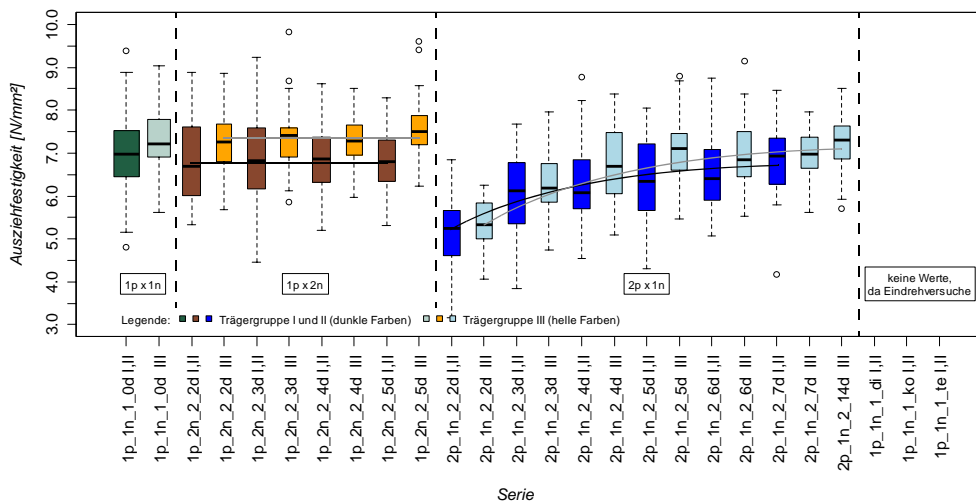 Ausziehfestigkeit [N/mm²]
10.0
9.0
8.0
7.0
6.0
5.0
4.0
3.0
1p x 1n
1p x 2n
2p x 1n
keine Werte,
da Eindrehversuche
Legende: Trägergruppe I und II (dunkle Farben) Trägergruppe III (helle Farben)
1p_1n_1_0d I,II
1p_1n_1_0d III
1p_2n_2_2d I,II
1p_2n_2_2d III
1p_2n_2_3d I,II
1p_2n_2_3d III
1p_2n_2_4d I,II
1p_2n_2_4d III
1p_2n_2_5d I,II
1p_2n_2_5d III
2p_1n_2_2d I,II
2p_1n_2_2d III
2p_1n_2_3d I,II
2p_1n_2_3d III
2p_1n_2_4d I,II
2p_1n_2_4d III
2p_1n_2_5d I,II
2p_1n_2_5d III
2p_1n_2_6d I,II
2p_1n_2_6d III
2p_1n_2_7d I,II
2p_1n_2_7d III
2p_1n_2_14d III
1p_1n_1_di I,II
1p_1n_1_ko I,II
1p_1n_1_te I,II
Serie